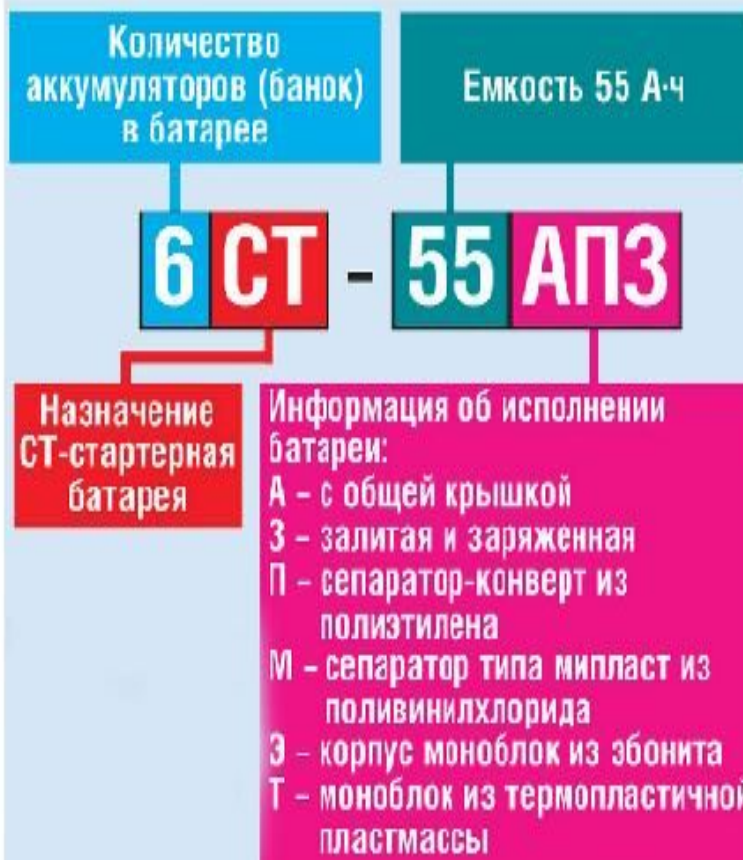 Количество
аккумуляторов (банок)
в батарее
Емкость 55 А·ч
6 СТ - 55 АПЗ
Назначение
СТ-стартерная
батарея
Информация об исполнении
батареи:
А – с общей крышкой
З – залитая и заряженная
П – сепаратор-конверт из
полиэтилена
М – сепаратор типа мипласт из
поливинилхлорида
Э – корпус моноблок из эбонита
Т – моноблок из термопластичной
пластмассы